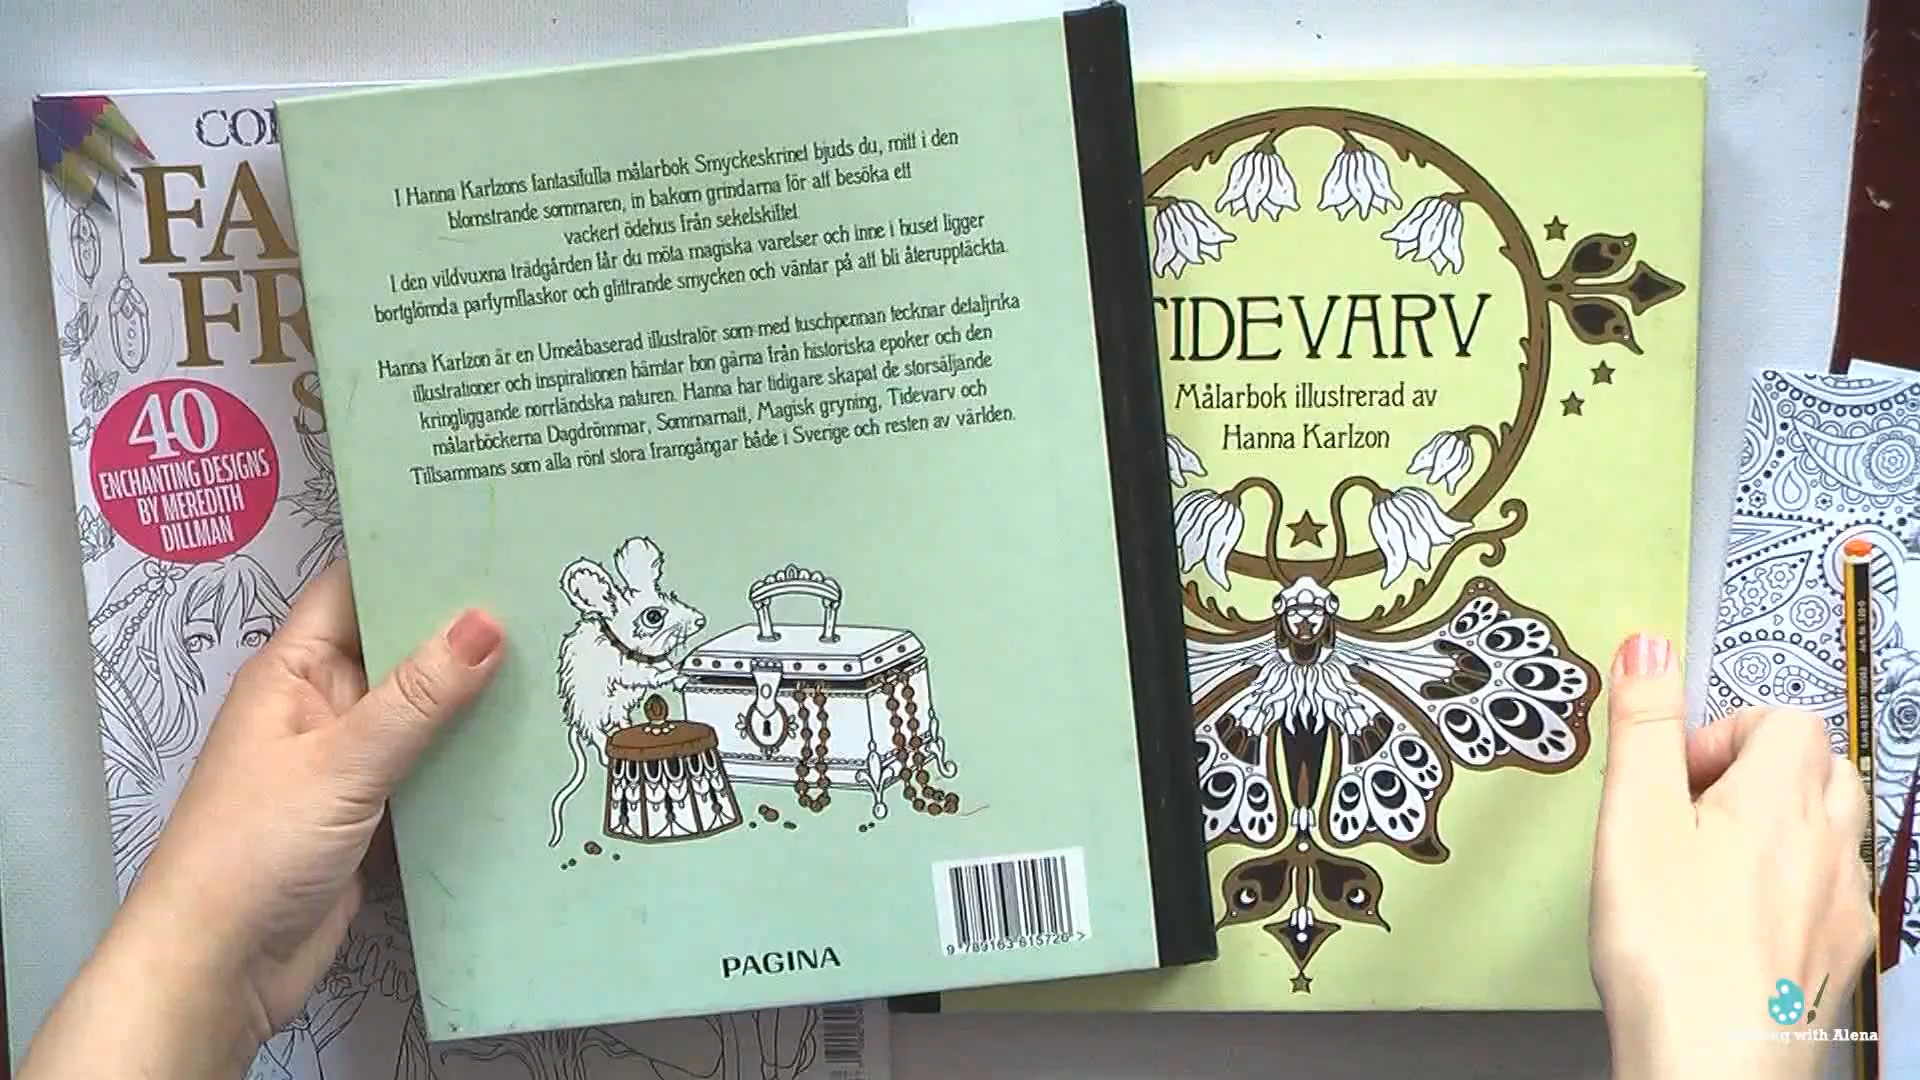 I Hanna Karlzons fantasifulla målarbok Smyckeskrinet bjuds du, mitt i den
blomstrande sommaren, in bakom grindarna för att besöka ett
vackert ödehus från sekelskiftet.
I den vildvuxna trädgården får du möta magiska varelser och inne i huset ligger
bortglömda parfymflaskor och glittrande smycken och väntar på att bli återupptäckta.
Hanna Karlzon är en Umeåbaserad illustratör som med tuschpennan tecknar detaljrika
illustrationer och inspirationen hämtar hon gärna från historiska epoker och den
kringliggande norrländska naturen. Hanna har tidigare skapat de storsäljande
målarböckerna Dagdrömmar, Sommarnatt, Magisk gryning, Tidevarv och
Tillsammans som alla rönt stora framgångar både i Sverige och resten av världen.
PAGINA
TIDEVARV
Målarbok illustrerad av
Hanna Karlzon
40
ENCHANTING DESIGNS
BY MEREDITH
DILLMAN
with Alena